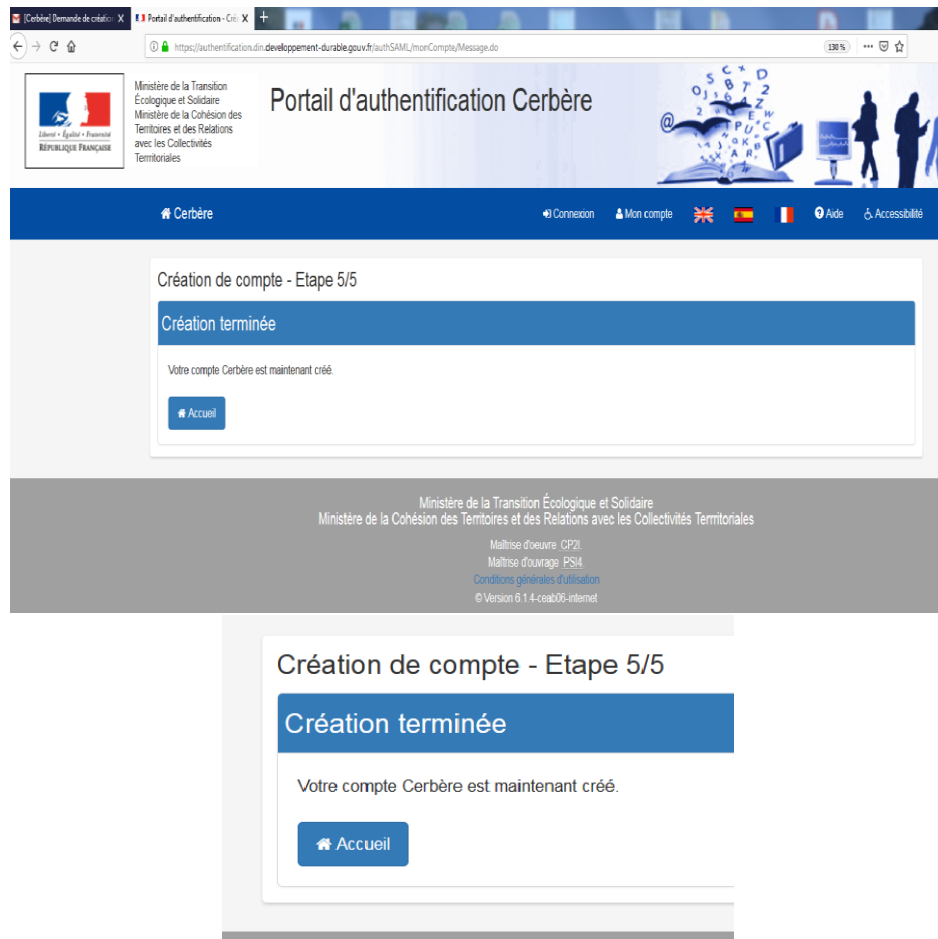 [Cerbère] Demande de création X
Portail d'authentification - Cré X
+
https://authentification.din.developpement-durable.gouv.fr/authSAML/monCompte/Message.do
130 %
Liberté • Égalité • Fraternité
RÉPUBLIQUE FRANÇAISE
Ministère de la Transition
Écologique et Solidaire
Ministère de la Cohésion des
Territoires et des Relations
avec les Collectivités
Territoriales
Portail d'authentification Cerbère
Cerbère
Connexion
Mon compte
Aide
Accessibilité
Création de compte - Etape 5/5
Création terminée
Votre compte Cerbère est maintenant créé.
Accueil
Ministère de la Transition Écologique et Solidaire
Ministère de la Cohésion des Territoires et des Relations avec les Collectivités Terrritoriales
Maîtrise d'oeuvre CP2I.
Maîtrise d'ouvrage PSI4.
Conditions générales d'utilisation
© Version 6.1.4-ceab06-internet
Création de compte - Etape 5/5
Création terminée
Votre compte Cerbère est maintenant créé.
Accueil